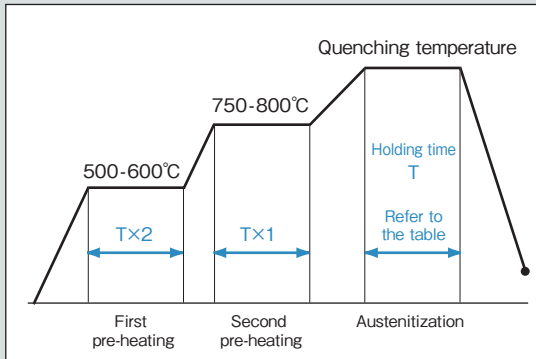 Quenching temperature
750-800℃
500-600℃
Holding time
T
Refer to
the table
T×2
T×1
First
pre-heating
Second
pre-heating
Austenitization